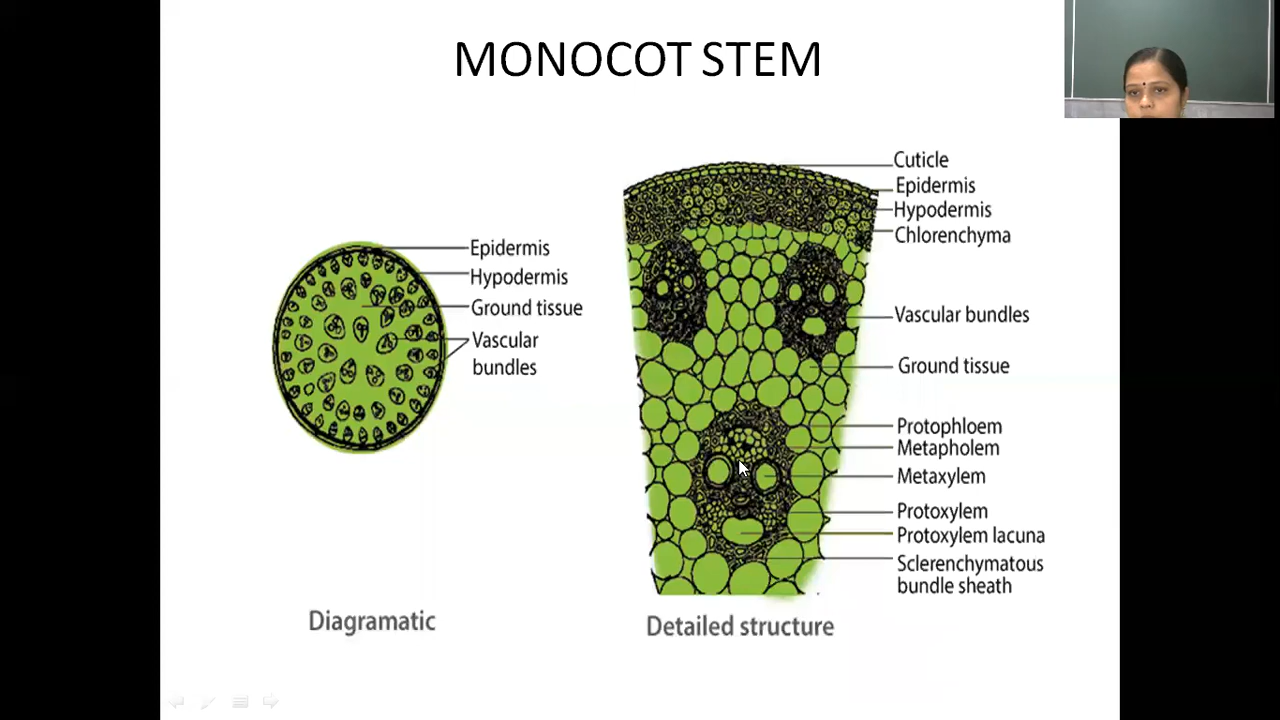 MONOCOT STEM
Epidermis
Hypodermis
Ground tissue
Vascular
bundles
Diagramatic
Cuticle
Epidermis
Hypodermis
Chlorenchyma
Vascular bundles
Ground tissue
Protophloem
Metapholem
Metaxylem
Protoxylem
Protoxylem lacuna
Sclerenchymatous
bundle sheath
Detailed structure